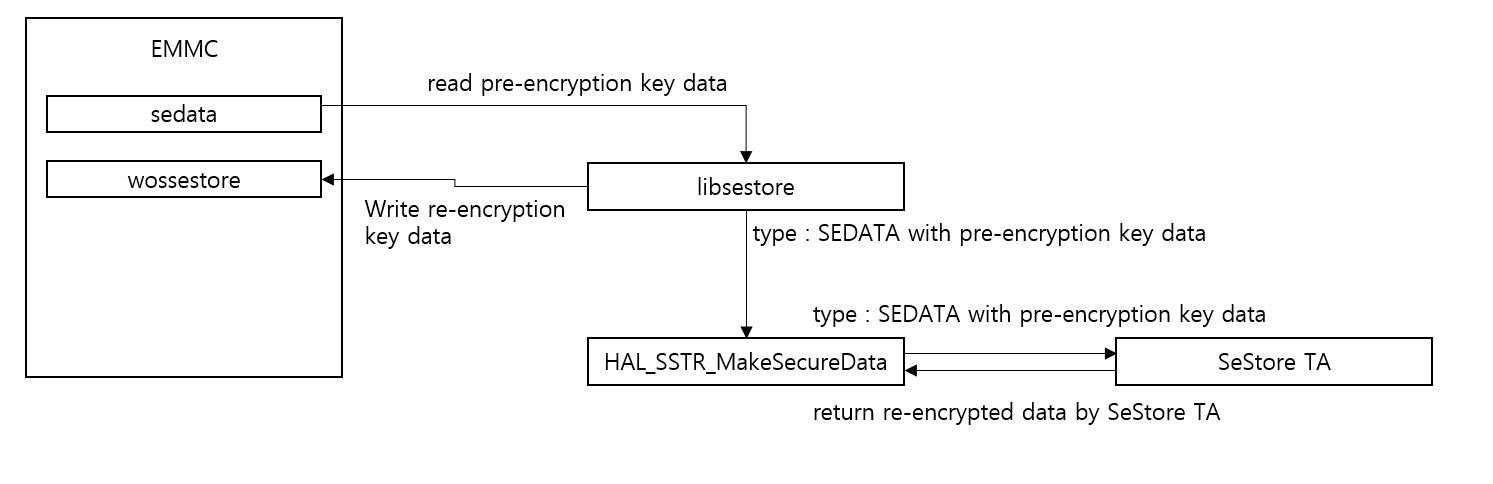 EMMC
sedata
read pre-encryption key data
wossestore
libsestore
Write re-encryption
key data
type : SEDATA with pre-encryption key data
type : SEDATA with pre-encryption key data
HAL_SSTR_MakeSecureData
SeStore TA
return re-encrypted data by SeStore TA